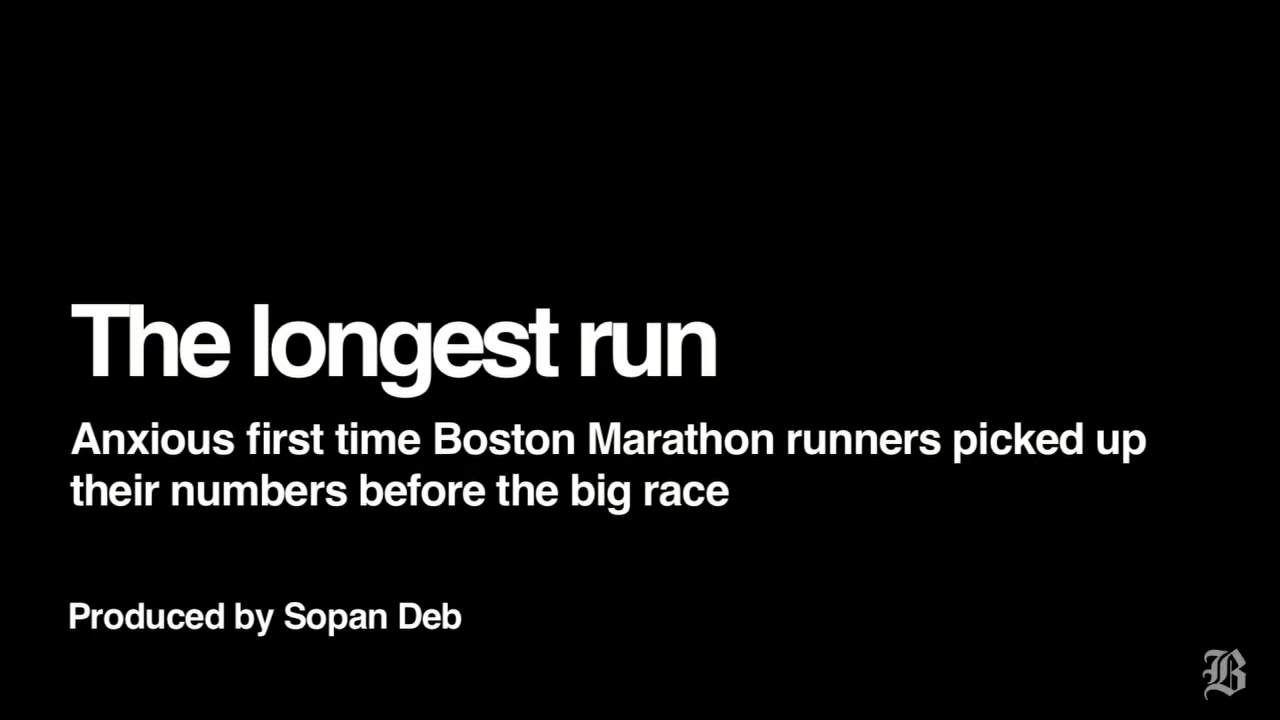 The longest run
Anxious first time Boston Marathon runners picked up
their numbers before the big race
Produced by Sopan Deb
B